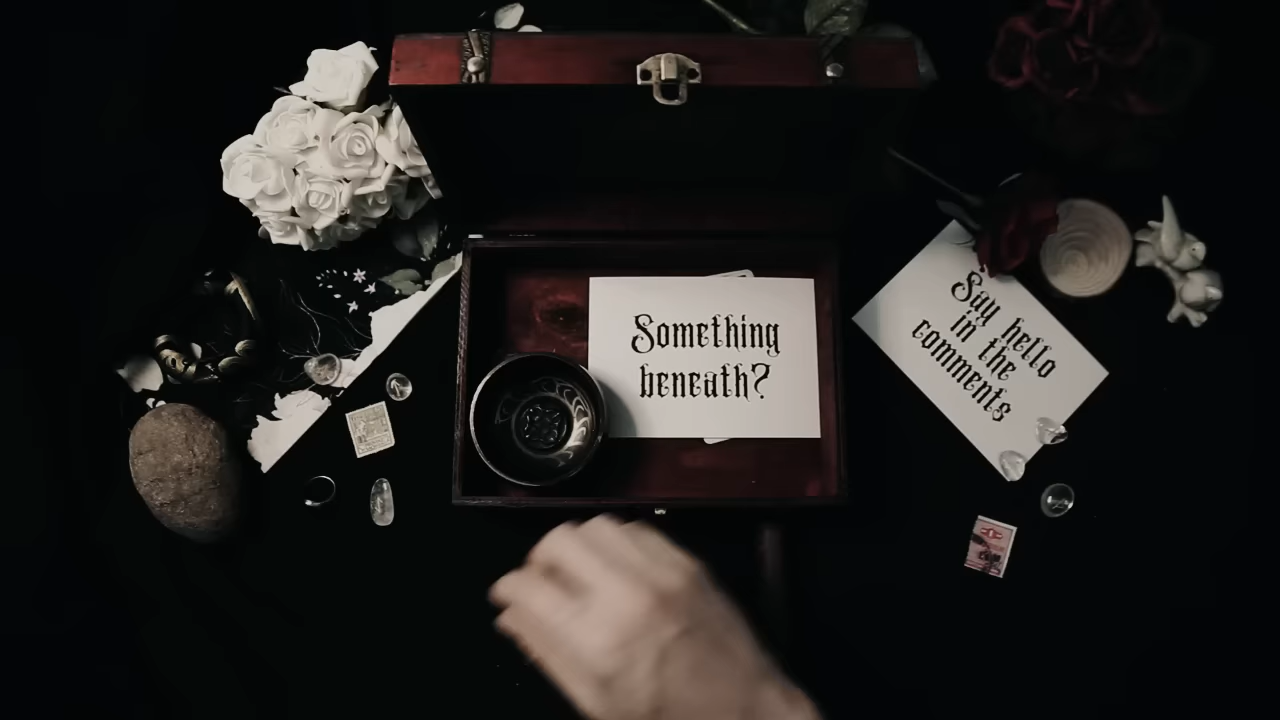 Something
beneath?
Say hello
in the
comments